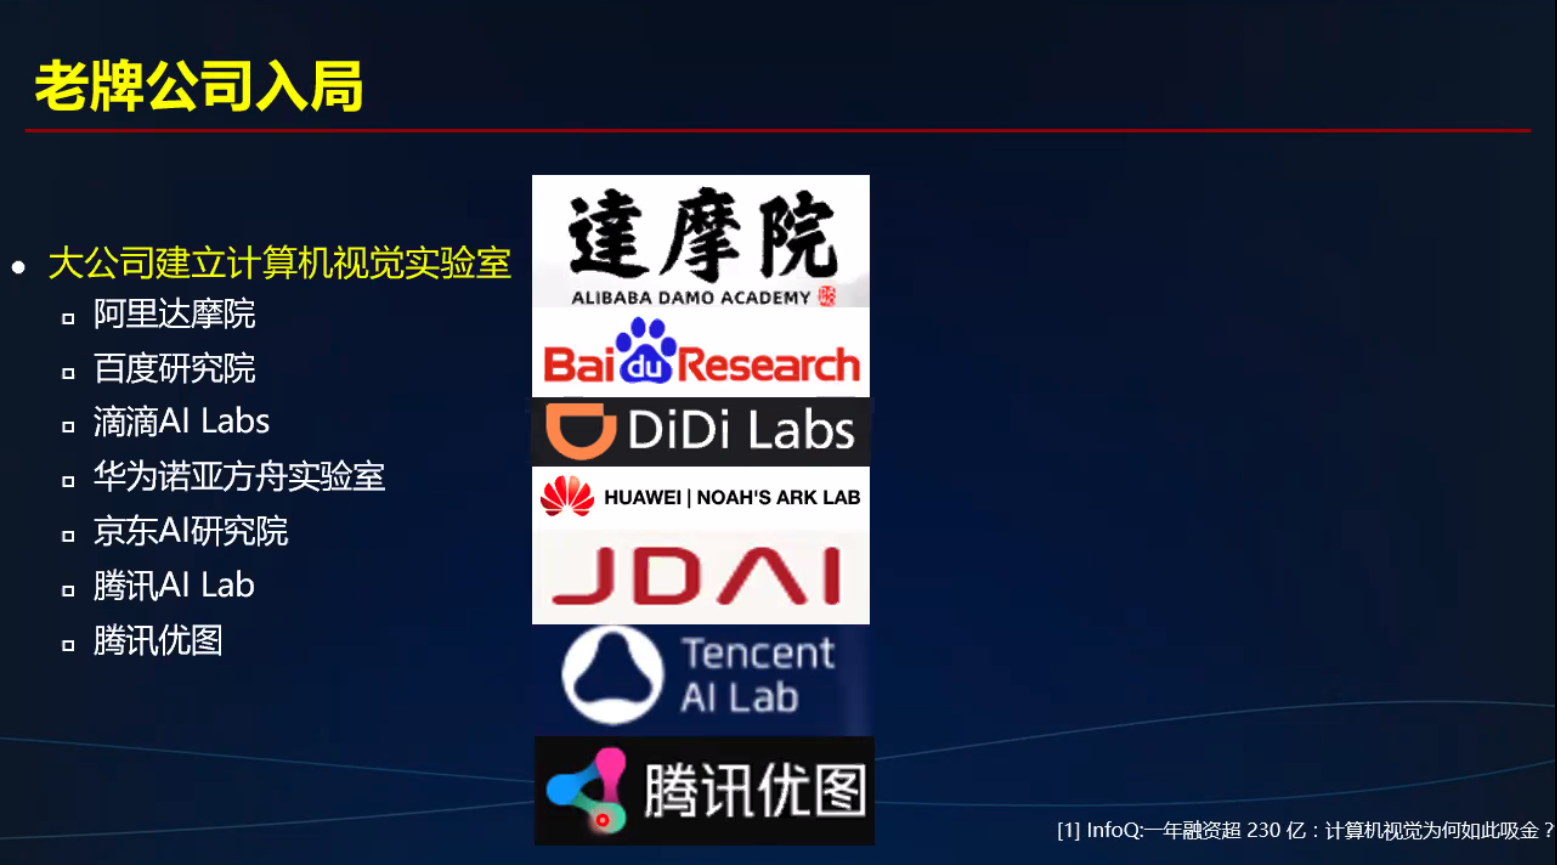 老牌公司入局
大公司建立计算机视觉实验室
阿里达摩院
百度研究院
滴滴AI Labs
华为诺亚方舟实验室
京东AI研究院
腾讯AI Lab
腾讯优图
達摩院
ALIBABA DAMO ACADEMY
Bai du Research
DiDi Labs
HUAWEI | NOAH'S ARK LAB
JDAI
Tencent
AI Lab
腾讯优图
[1] InfoQ:一年融资超 230 亿：计算机视觉为何如此吸金？